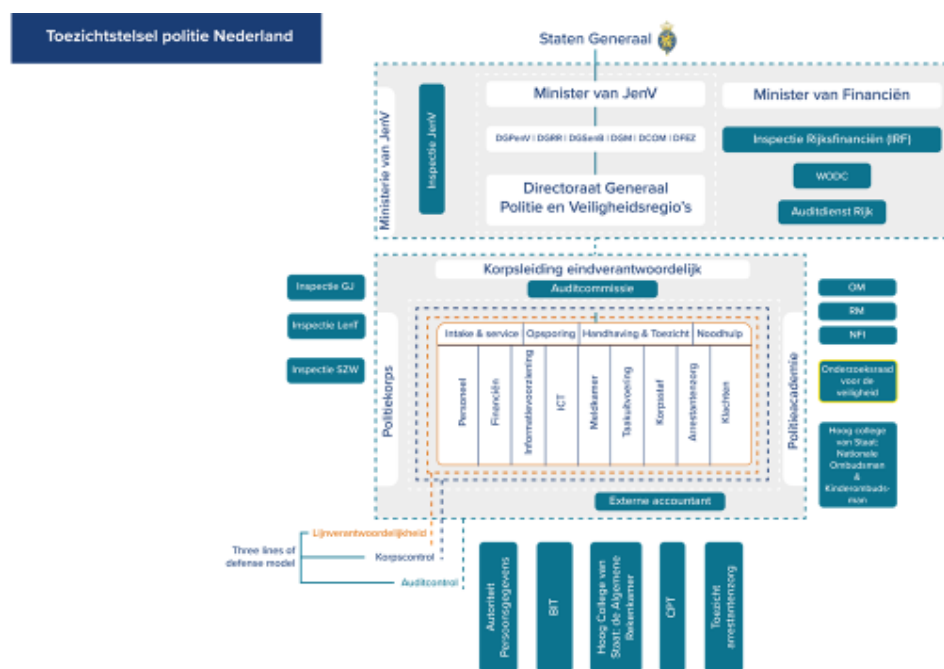 Toezichtstelsel politie Nederland
Staten Generaal
Ministerie van JenV
Inspectie JenV
Minister van JenV
DGPenV | DGRR | DGSenB | DGM | DCOM | DFEZ
Directoraat Generaal
Politie en Veiligheidsregio's
Minister van Financiën
Inspectie Rijksfinanciën (IRF)
WODC
Auditdienst Rijk
Korpsleiding eindverantwoordelijk
Auditcommissie
Inspectie GJ
Inspectie LenT
Inspectie SZW
Politiekorps
Intake & service
Opsporing
Handhaving & Toezicht
Noodhulp
Personeel
Financiën
Informatievoorziening
ICT
Meldkamer
Taakuitvoering
Korpsstaf
Arrestantenzorg
Klachten
Politieacademie
Externe accountant
OM
RM
NFI
Onderzoeksraad
voor de
veiligheid
Hoog college
van Staat:
Nationale
Ombudsman
&
Kinderombuds-
man
Three lines of
defense model
Lijnverantwoordelijkheid
Korpscontrol
Auditcontrol
Autoriteit
Persoonsgegevens
BIT
Hoog College van
Staat: de Algemene
Rekenkamer
CPT
Toezicht
arrestantenzorg